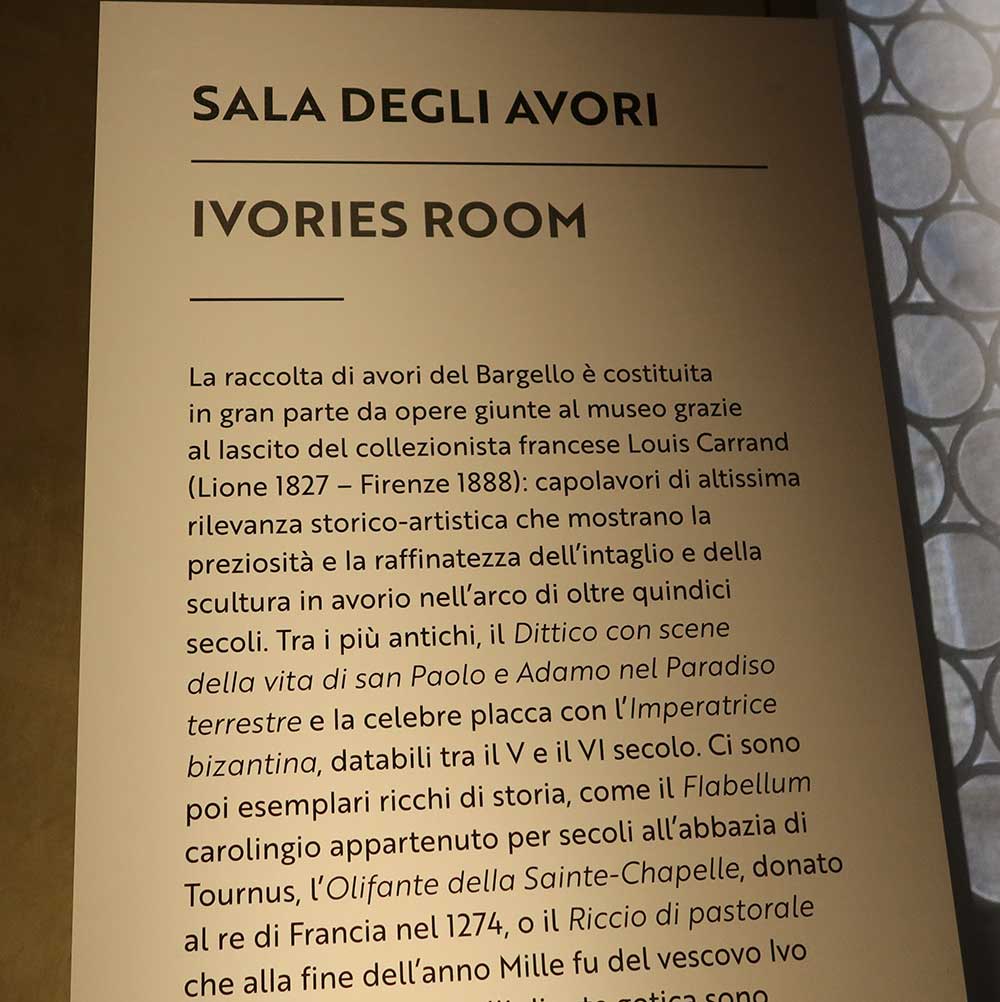 SALA DEGLI AVORI
IVORIES ROOM
La raccolta di avori del Bargello è costituita
in gran parte da opere giunte al museo grazie
al lascito del collezionista francese Louis Carrand
(Lione 1827 – Firenze 1888): capolavori di altissima
rilevanza storico-artistica che mostrano la
preziosità e la raffinatezza dell'intaglio e della
scultura in avorio nell'arco di oltre quindici
secoli. Tra i più antichi, il Dittico con scene
della vita di san Paolo e Adamo nel Paradiso
terrestre e la celebre placca con l'Imperatrice
bizantina, databili tra il V e il VI secolo. Ci sono
poi esemplari ricchi di storia, come il Flabellum
carolingio appartenuto per secoli all'abbazia di
Tournus, l'Olifante della Sainte-Chapelle, donato
al re di Francia nel 1274, o il Riccio di pastorale
che alla fine dell'anno Mille fu del vescovo Ivo
gotica sono